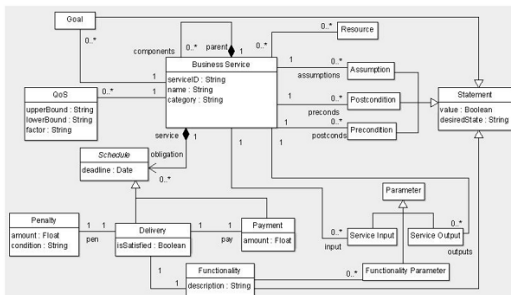 Goal
0..*
components
0..*
parent
1
0..*
Resource
1
Business Service
serviceID : String
name : String
category : String
1
0..*
assumptions
Assumption
QoS
upperBound : String
lowerBound : String
factor : String
0..*
1
1
0..*
preconds
Postcondition
Statement
value : Boolean
desiredState : String
1
0..*
postconds
Precondition
service
1
1
1
Schedule
deadline : Date
obligation
0..*
Parameter
Penalty
amount : Float
condition : String
1
1
pen
Delivery
isSatisfied : Boolean
1
1
pay
Payment
amount : Float
0..*
input
Service Input
Service Output
0..*
outputs
1
1
Functionality
description : String
1
0..*
Functionality Parameter